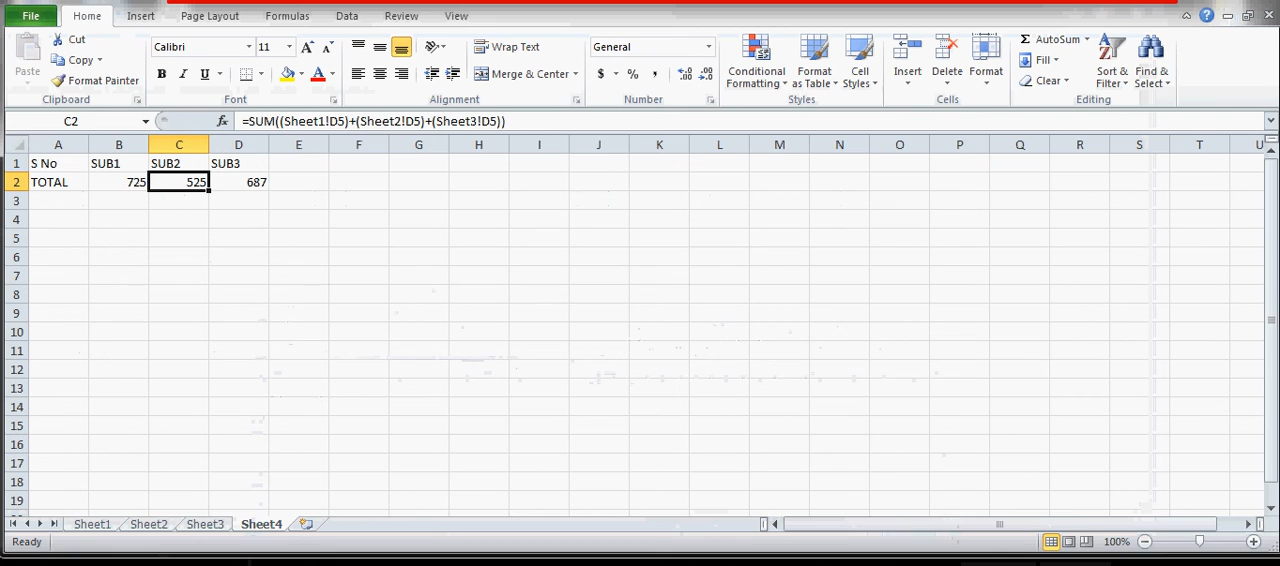 File Home Insert Page Layout Formulas Data Review View
Cut
Copy
Format Painter
Paste
Clipboard
Calibri 11
B I U
Font
Wrap Text
Merge & Center
Alignment
General
$ % ,
Number
Conditional Formatting
Format as Table
Cell Styles
Styles
Insert
Delete
Format
Cells
Σ AutoSum
Fill
Clear
Sort & Filter
Find & Select
Editing
C2 fx =SUM((Sheet1!D5)+(Sheet2!D5)+(Sheet3!D5))
A B C D E F G H I J K L M N O P Q R S T U
1 S No SUB1 SUB2 SUB3
2 TOTAL 725 525 687
3
4
5
6
7
8
9
10
11
12
13
14
15
16
17
18
19
Sheet1 Sheet2 Sheet3 Sheet4
Ready 100%